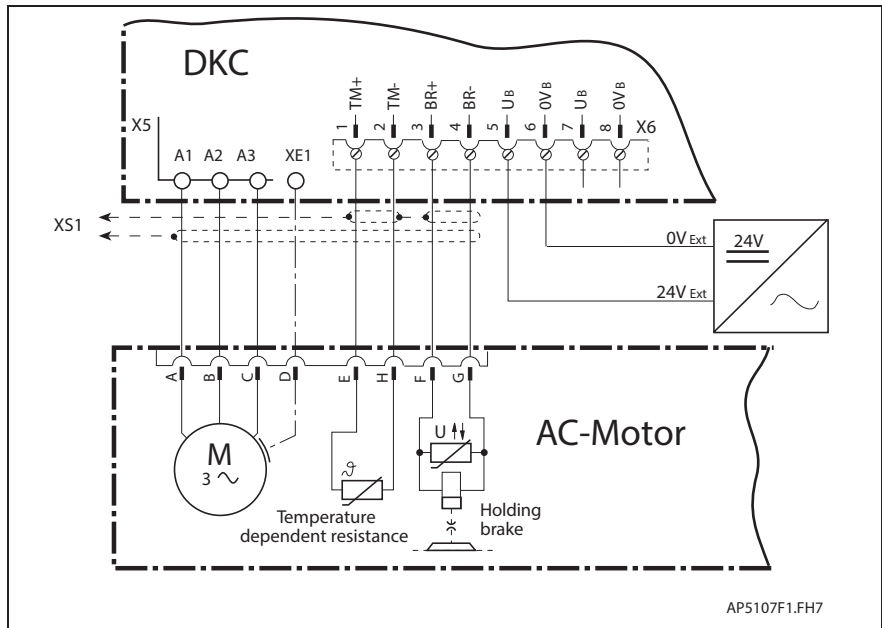 DKC
TM+ TM- BR+ BR- UB 0VB UB 0VB
X5
1 2 3 4 5 6 7 8 X6
A1 A2 A3 XE1
XS1
0V Ext
24V
24V Ext
A B C D E H F G
U
M
3
ϑ
AC-Motor
Temperature
dependent resistance
Holding
brake
AP5107F1.FH7